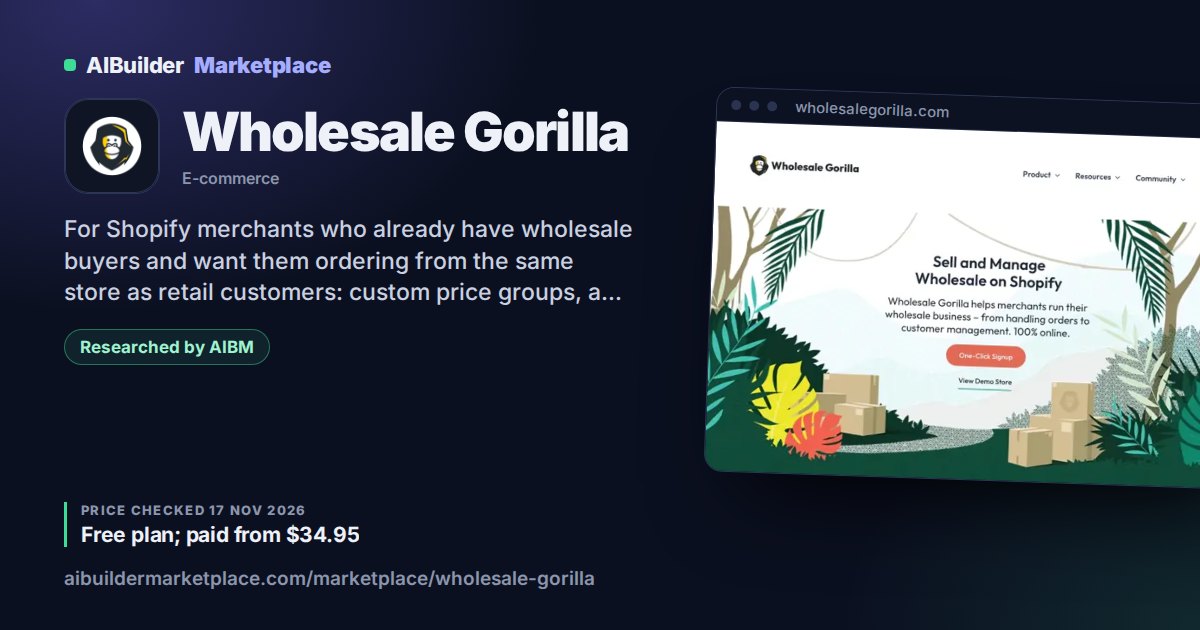 AIBuilder Marketplace
Wholesale Gorilla
E-commerce
For Shopify merchants who already have wholesale
buyers and want them ordering from the same
store as retail customers: custom price groups, a...
Researched by AIBM
PRICE CHECKED 17 NOV 2026
Free plan; paid from $34.95
aibuildermarketplace.com/marketplace/wholesale-gorilla
wholesalegorilla.com
Wholesale Gorilla
Product Resources Community
Sell and Manage
Wholesale on Shopify
Wholesale Gorilla helps merchants run their
wholesale business – from handling orders to
customer management. 100% online.
One-Click Signup
View Demo Store